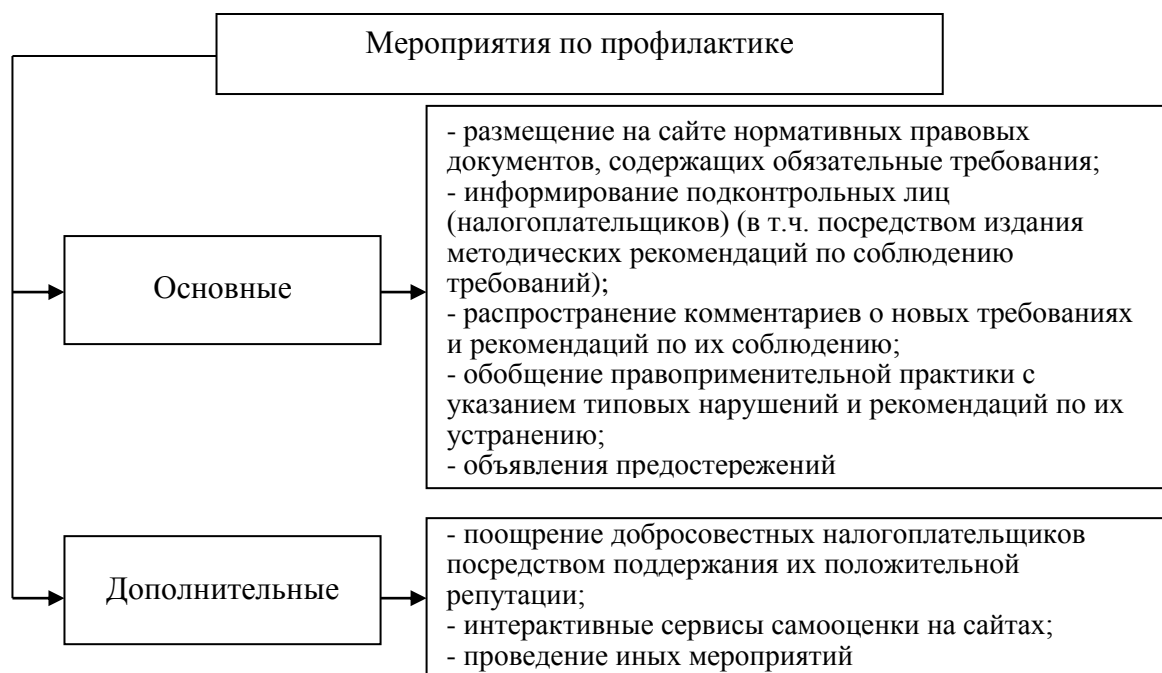 Мероприятия по профилактике
Основные
- размещение на сайте нормативных правовых
документов, содержащих обязательные требования;
- информирование подконтрольных лиц
(налогоплательщиков) (в т.ч. посредством издания
методических рекомендаций по соблюдению
требований);
- распространение комментариев о новых требованиях
и рекомендаций по их соблюдению;
- обобщение правоприменительной практики с
указанием типовых нарушений и рекомендаций по их
устранению;
- объявления предостережений
Дополнительные
- поощрение добросовестных налогоплательщиков
посредством поддержания их положительной
репутации;
- интерактивные сервисы самооценки на сайтах;
- проведение иных мероприятий